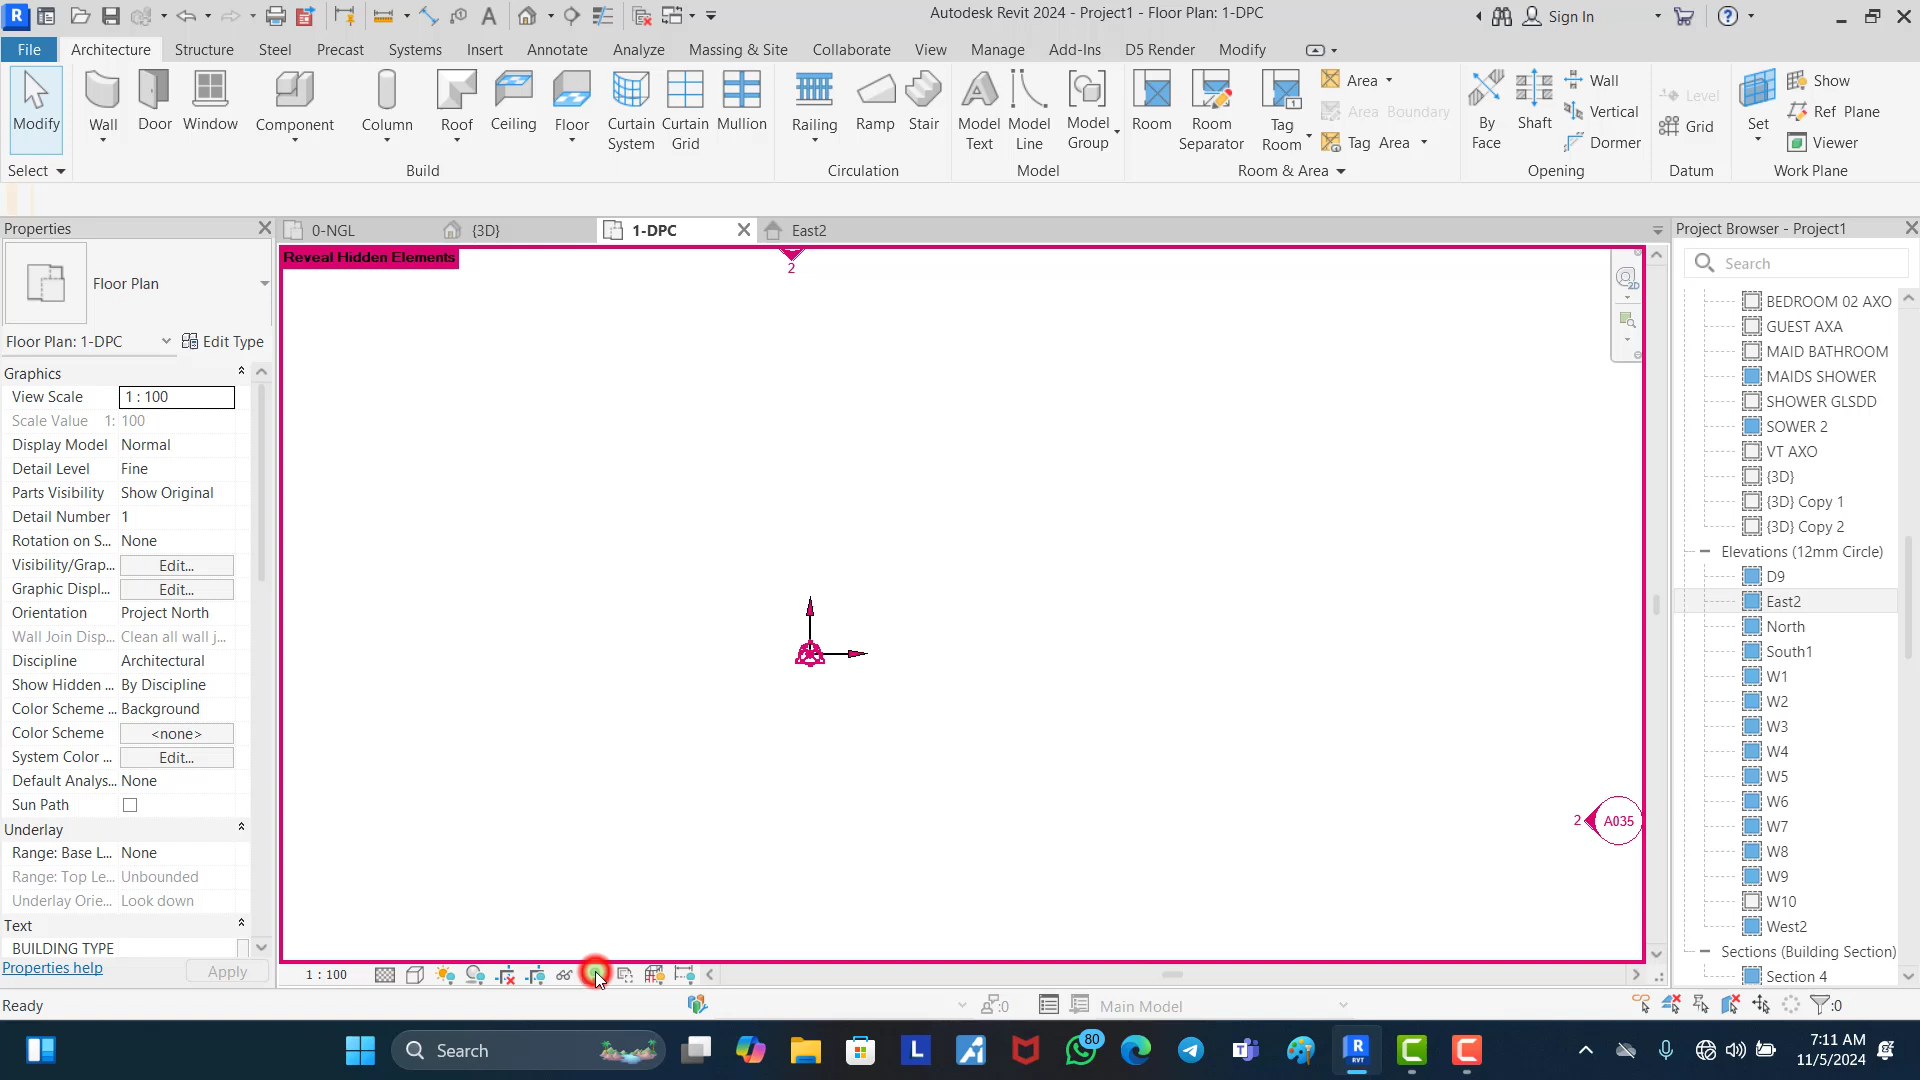 Autodesk Revit 2024 - Project1 - Floor Plan: 1-DPC
Sign In
File
Architecture
Structure
Steel
Precast
Systems
Insert
Annotate
Analyze
Massing & Site
Collaborate
View
Manage
Add-Ins
D5 Render
Modify
Modify
Wall
Door
Window
Component
Column
Roof
Ceiling
Floor
Curtain System
Curtain Grid
Mullion
Railing
Ramp
Stair
Model Text
Model Line
Model Group
Room
Room Separator
Tag Room
Area
Area Boundary
Tag Area
By Face
Shaft
Wall
Vertical
Dormer
Level
Grid
Set
Show
Ref Plane
Viewer
Select
Build
Circulation
Model
Room & Area
Opening
Datum
Work Plane
Properties
0-NGL
{3D}
1-DPC
East2
Project Browser - Project1
Floor Plan
Floor Plan: 1-DPC
Edit Type
Graphics
View Scale 1 : 100
Scale Value 1: 100
Display Model Normal
Detail Level Fine
Parts Visibility Show Original
Detail Number 1
Rotation on S... None
Visibility/Grap... Edit...
Graphic Displ... Edit...
Orientation Project North
Wall Join Disp... Clean all wall j...
Discipline Architectural
Show Hidden ... By Discipline
Color Scheme ... Background
Color Scheme <none>
System Color ... Edit...
Default Analys... None
Sun Path
Underlay
Range: Base L... None
Range: Top Le... Unbounded
Underlay Orie... Look down
Text
BUILDING TYPE
Properties help
Apply
Reveal Hidden Elements
2
2D
2
A035
Search
BEDROOM 02 AXO
GUEST AXA
MAID BATHROOM
MAIDS SHOWER
SHOWER GLSDD
SOWER 2
VT AXO
{3D}
{3D} Copy 1
{3D} Copy 2
Elevations (12mm Circle)
D9
East2
North
South1
W1
W2
W3
W4
W5
W6
W7
W8
W9
W10
West2
Sections (Building Section)
Section 4
1 : 100
Ready
:0
Main Model
:0
Search
80
7:11 AM
11/5/2024